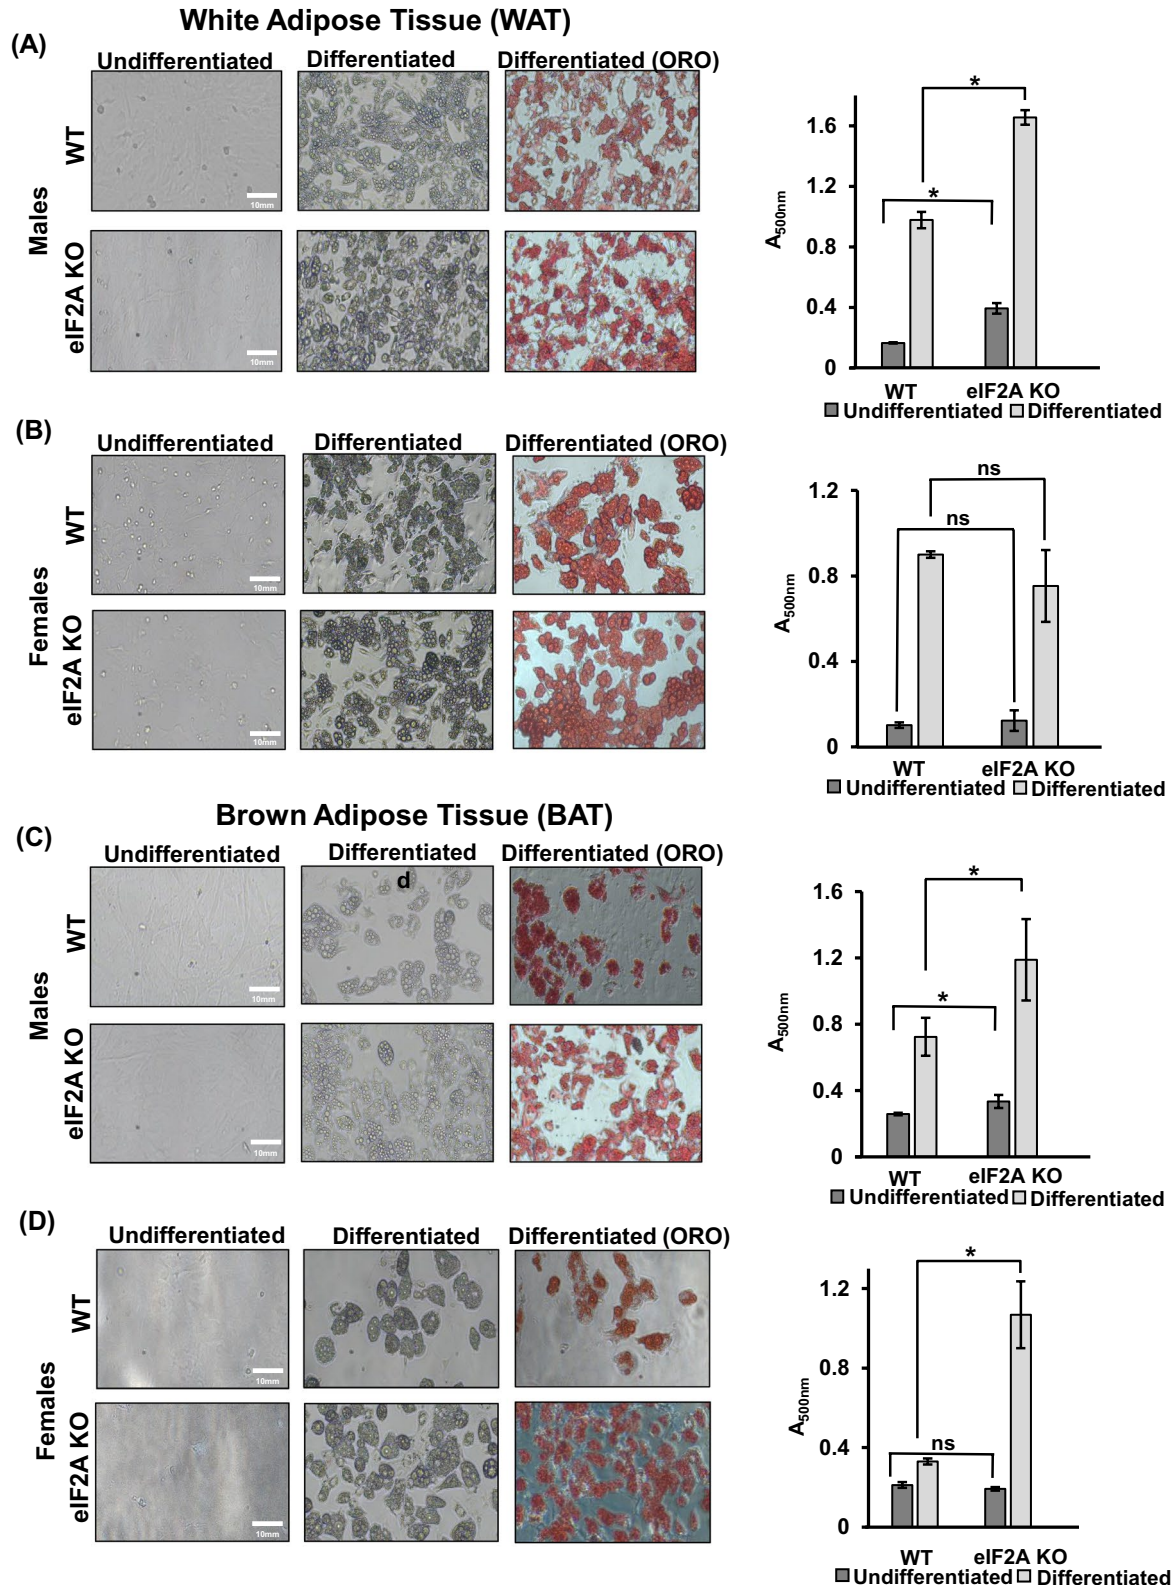 White Adipose Tissue (WAT)
(A)
Undifferentiated Differentiated Differentiated (ORO)
Males
WT
10mm
eIF2A KO
10mm
A500nm
1.6
1.2
0.8
0.4
0
*
*
WT eIF2A KO
Undifferentiated Differentiated
(B)
Undifferentiated Differentiated Differentiated (ORO)
Females
WT
10mm
eIF2A KO
10mm
A500nm
1.2
0.8
0.4
0
ns
ns
WT eIF2A KO
Undifferentiated Differentiated
Brown Adipose Tissue (BAT)
(C)
Undifferentiated Differentiated Differentiated (ORO)
d
Males
WT
10mm
eIF2A KO
10mm
A500nm
1.6
1.2
0.8
0.4
0
*
*
WT eIF2A KO
Undifferentiated Differentiated
(D)
Undifferentiated Differentiated Differentiated (ORO)
Females
WT
10mm
eIF2A KO
10mm
A500nm
1.2
0.8
0.4
0
*
ns
WT eIF2A KO
Undifferentiated Differentiated